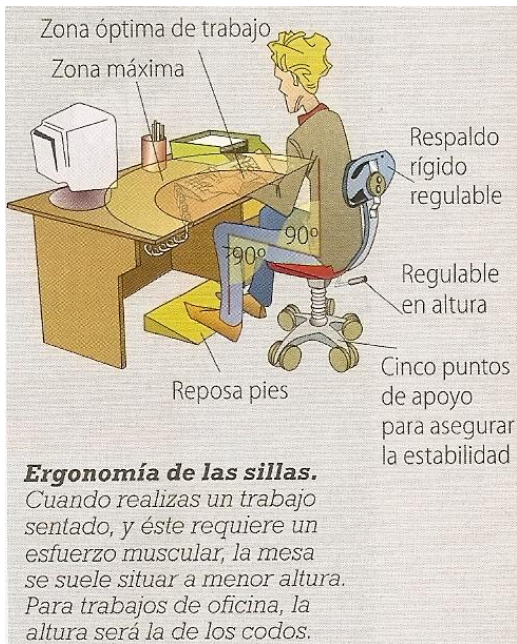 Zona óptima de trabajo
Zona máxima
Respaldo
rígido
regulable
90º
90º
Regulable
en altura
Reposa pies
Cinco puntos
de apoyo
para asegurar
la estabilidad
Ergonomía de las sillas.
Cuando realizas un trabajo
sentado, y éste requiere un
esfuerzo muscular, la mesa
se suele situar a menor altura.
Para trabajos de oficina, la
altura será la de los codos.